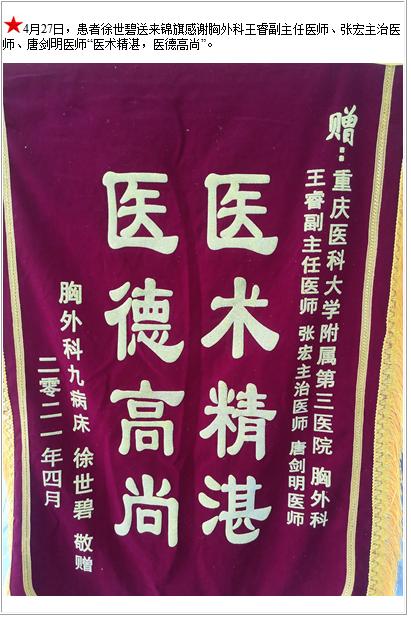 ★4月27日，患者徐世碧送来锦旗感谢胸外科王睿副主任医师、张宏主治医
师、唐剑明医师“医术精湛，医德高尚”。
赠：重庆医科大学附属第三医院 胸外科
王睿副主任医师 张宏主治医师 唐剑明医师
医术精湛
医德高尚
胸外科九病床 徐世碧 敬赠
二零二一年四月